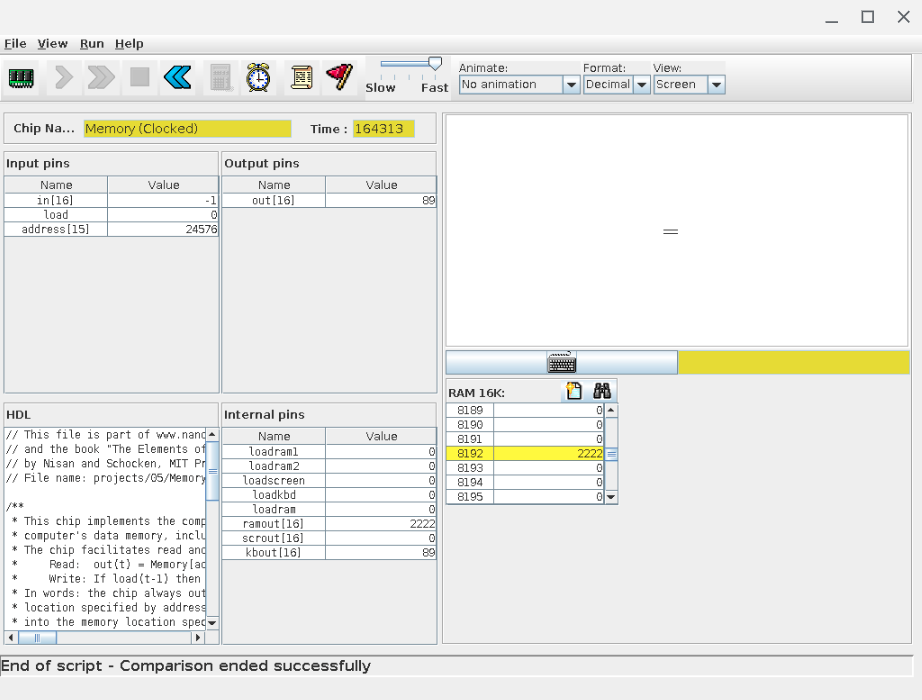 File View Run Help
Slow Fast
Animate: Format: View:
No animation Decimal Screen
Chip Na... Memory (Clocked) Time : 164313
Input pins
Name Value
in[16] -1
load 0
address[15] 24576
Output pins
Name Value
out[16] 89
HDL
// This file is part of www.nanc
// and the book "The Elements of
// by Nisan and Schocken, MIT Pr
// File name: projects/05/Memory
/**
* This chip implements the comp
* computer's data memory, inclu
* The chip facilitates read and
* Read: out(t) = Memory[ad
* Write: If load(t-1) then
* In words: the chip always out
* location specified by address
* into the memory location spec
Internal pins
Name Value
loadram1 0
loadram2 0
loadscreen 0
loadkbd 0
loadram 0
ramout[16] 2222
scrout[16] 0
kbout[16] 89
RAM 16K:
8189 0
8190 0
8191 0
8192 2222
8193 0
8194 0
8195 0
End of script - Comparison ended successfully